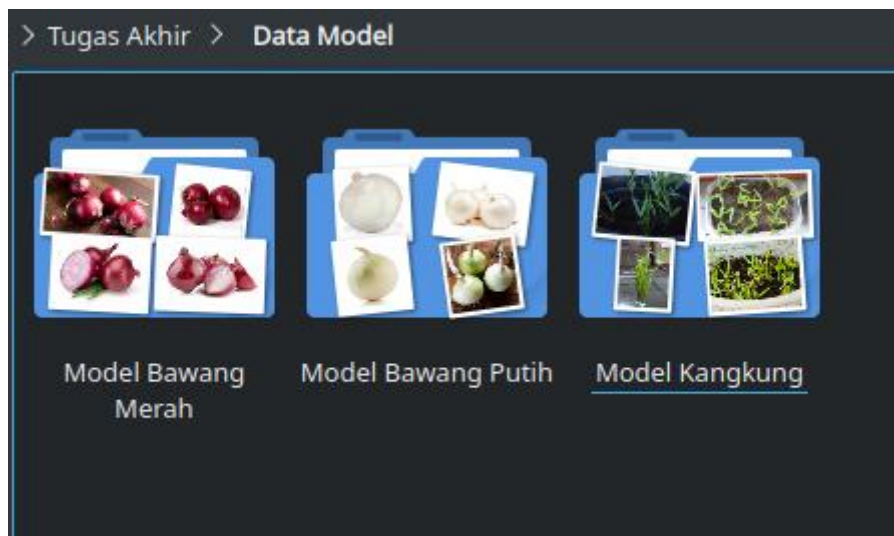 > Tugas Akhir > Data Model
Model Bawang
Merah
Model Bawang Putih
Model Kangkung